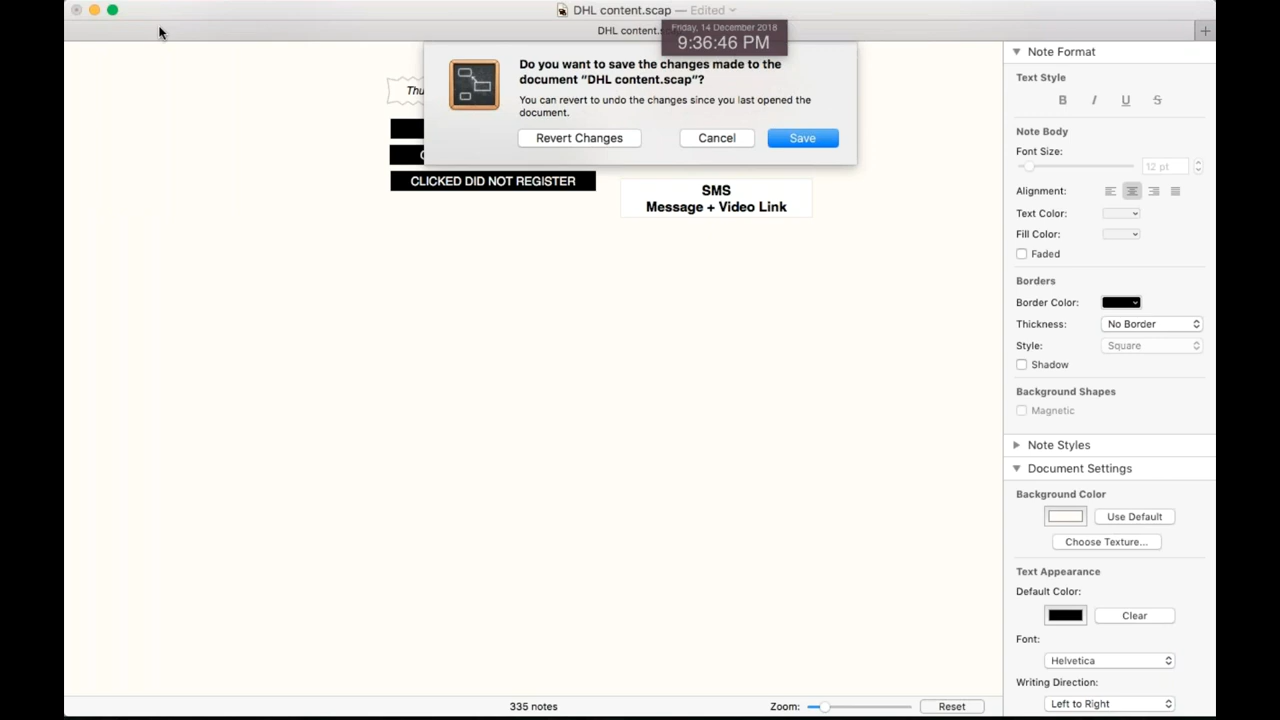 DHL content.scap — Edited
DHL content.s
Friday, 14 December 2018
9:36:46 PM
Do you want to save the changes made to the
document “DHL content.scap”?
You can revert to undo the changes since you last opened the
document.
Revert Changes
Cancel
Save
CLICKED DID NOT REGISTER
SMS
Message + Video Link
Note Format
Text Style
B I U S
Note Body
Font Size:
12 pt
Alignment:
Text Color:
Fill Color:
Faded
Borders
Border Color:
Thickness:
No Border
Style:
Square
Shadow
Background Shapes
Magnetic
Note Styles
Document Settings
Background Color
Use Default
Choose Texture...
Text Appearance
Default Color:
Clear
Font:
Helvetica
Writing Direction:
Left to Right
335 notes
Zoom:
Reset